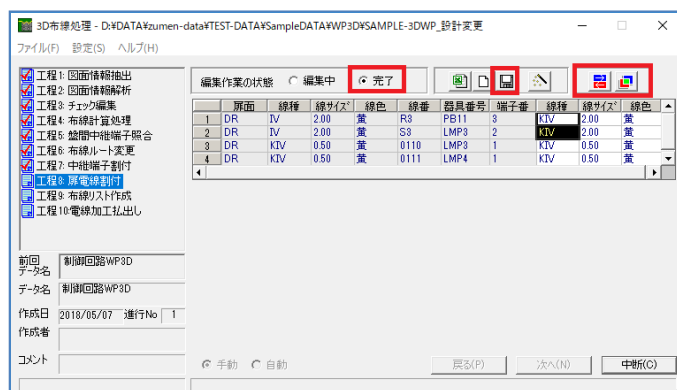 3D布線処理 - D:¥DATA¥zumen-data¥TEST-DATA¥SampleDATA¥WP3D¥SAMPLE-3DWP_設計変更
ファイル(F) 設定(S) ヘルプ(H)
工程1: 図面情報抽出
工程2: 図面情報解析
工程3: チェック編集
工程4: 布線計算処理
工程5: 盤間中継端子照合
工程6: 布線ルート変更
工程7: 中継端子割付
工程8: 扉電線割付
工程9: 布線リスト作成
工程10:電線加工払出し
編集作業の状態 編集中 完了
扉面 線種 線サイズ 線色 線番 器具番号 端子番 線種 線サイズ 線色
1 DR IV 2.00 黄 R3 PB11 3 KIV 2.00 黄
2 DR IV 2.00 黄 S3 LMP3 2 KIV 2.00 黄
3 DR KIV 0.50 黄 0110 LMP3 1 KIV 0.50 黄
4 DR KIV 0.50 黄 0111 LMP4 1 KIV 0.50 黄
前回データ名 制御回路WP3D
データ名 制御回路WP3D
作成日 2018/05/07 進行No 1
作成者
コメント
手動 自動 戻る(P) 次へ(N) 中断(C)